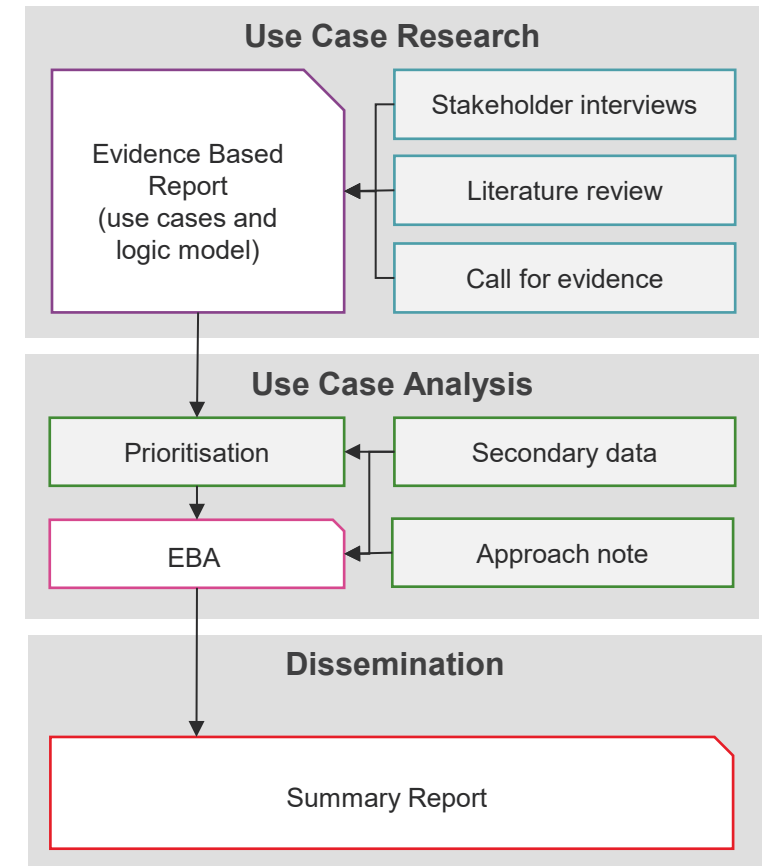 Use Case Research
Evidence Based
Report
(use cases and
logic model)
Stakeholder interviews
Literature review
Call for evidence
Use Case Analysis
Prioritisation
Secondary data
EBA
Approach note
Dissemination
Summary Report